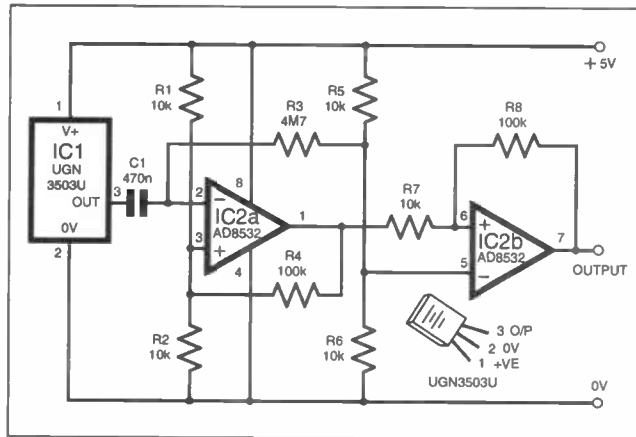 + 5V
R1
10k
R5
10k
R8
100k
R3
4M7
1
V+
IC1
UGN
3503U
OUT
0V
2
3
C1
470n
2
−
8
1
IC2a
AD8532
3
+
4
R7
10k
6
+
IC2b
AD8532
7
5
−
OUTPUT
R4
100k
R2
10k
R6
10k
3 O/P
2 0V
1 +VE
UGN3503U
0V